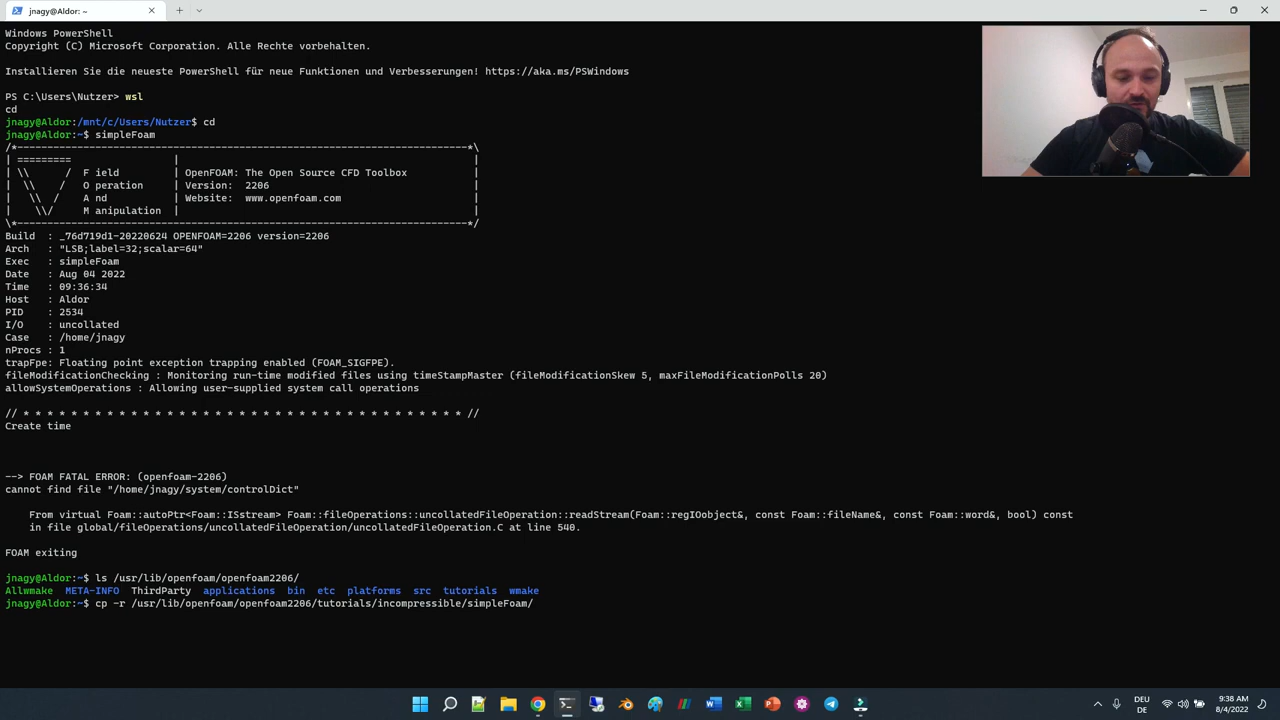 jnagy@Aldor: ~
Windows PowerShell
Copyright (C) Microsoft Corporation. Alle Rechte vorbehalten.
Installieren Sie die neueste PowerShell für neue Funktionen und Verbesserungen! https://aka.ms/PSWindows
PS C:\Users\Nutzer> wsl
cd
jnagy@Aldor:/mnt/c/Users/Nutzer$ cd
jnagy@Aldor:~$ simpleFoam
/*---------------------------------------------------------------------------*\
| =========                 |                                                 |
| \\      /  F ield         | OpenFOAM: The Open Source CFD Toolbox           |
|  \\    /   O peration     | Version:  2206                                  |
|   \\  /    A nd           | Website:  www.openfoam.com                      |
|    \\/     M anipulation  |                                                 |
\*---------------------------------------------------------------------------*/
Build  : _76d719d1-20220624 OPENFOAM=2206 version=2206
Arch   : "LSB;label=32;scalar=64"
Exec   : simpleFoam
Date   : Aug 04 2022
Time   : 09:36:34
Host   : Aldor
PID    : 2534
I/O    : uncollated
Case   : /home/jnagy
nProcs : 1
trapFpe: Floating point exception trapping enabled (FOAM_SIGFPE).
fileModificationChecking : Monitoring run-time modified files using timeStampMaster (fileModificationSkew 5, maxFileModificationPolls 20)
allowSystemOperations : Allowing user-supplied system call operations
// * * * * * * * * * * * * * * * * * * * * * * * * * * * * * * * * * * * * * //
Create time
--> FOAM FATAL ERROR: (openfoam-2206)
cannot find file "/home/jnagy/system/controlDict"
From virtual Foam::autoPtr<Foam::ISstream> Foam::fileOperations::uncollatedFileOperation::readStream(Foam::regIOobject&, const Foam::fileName&, const Foam::word&, bool) const
in file global/fileOperations/uncollatedFileOperation/uncollatedFileOperation.C at line 540.
FOAM exiting
jnagy@Aldor:~$ ls /usr/lib/openfoam/openfoam2206/
Allwmake  META-INFO  ThirdParty  applications  bin  etc  platforms  src  tutorials  wmake
jnagy@Aldor:~$ cp -r /usr/lib/openfoam/openfoam2206/tutorials/incompressible/simpleFoam/
DEU
DE
9:38 AM
8/4/2022